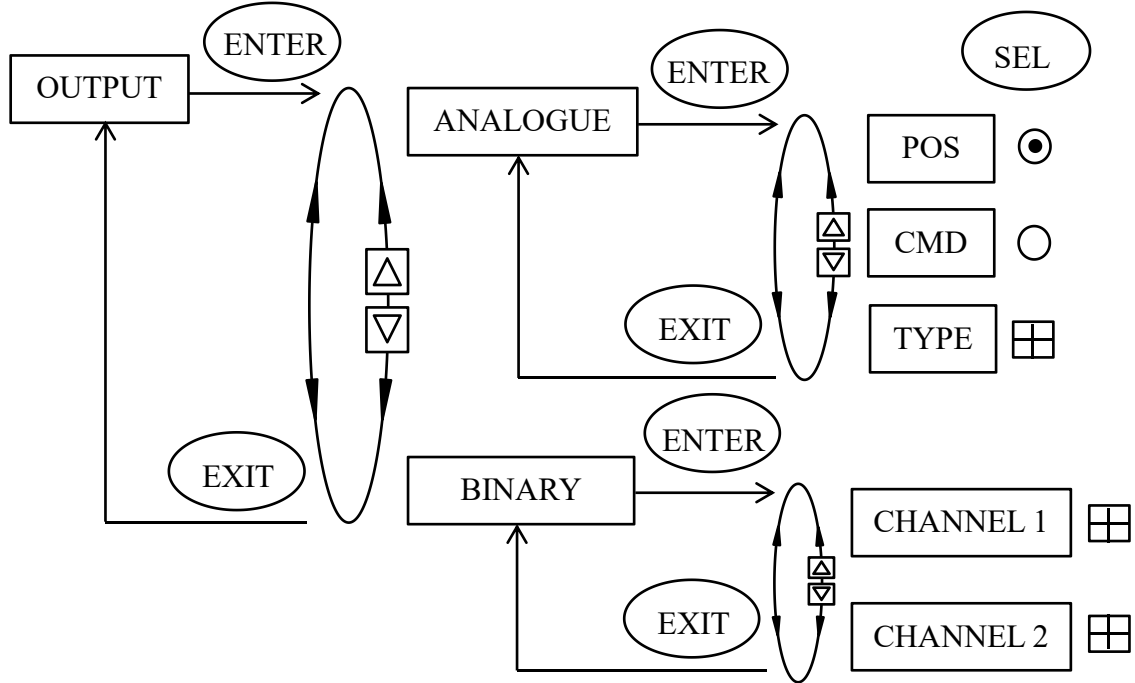 ENTER
OUTPUT
EXIT
ANALOGUE
ENTER
EXIT
SEL
POS
CMD
TYPE
BINARY
ENTER
EXIT
CHANNEL 1
CHANNEL 2